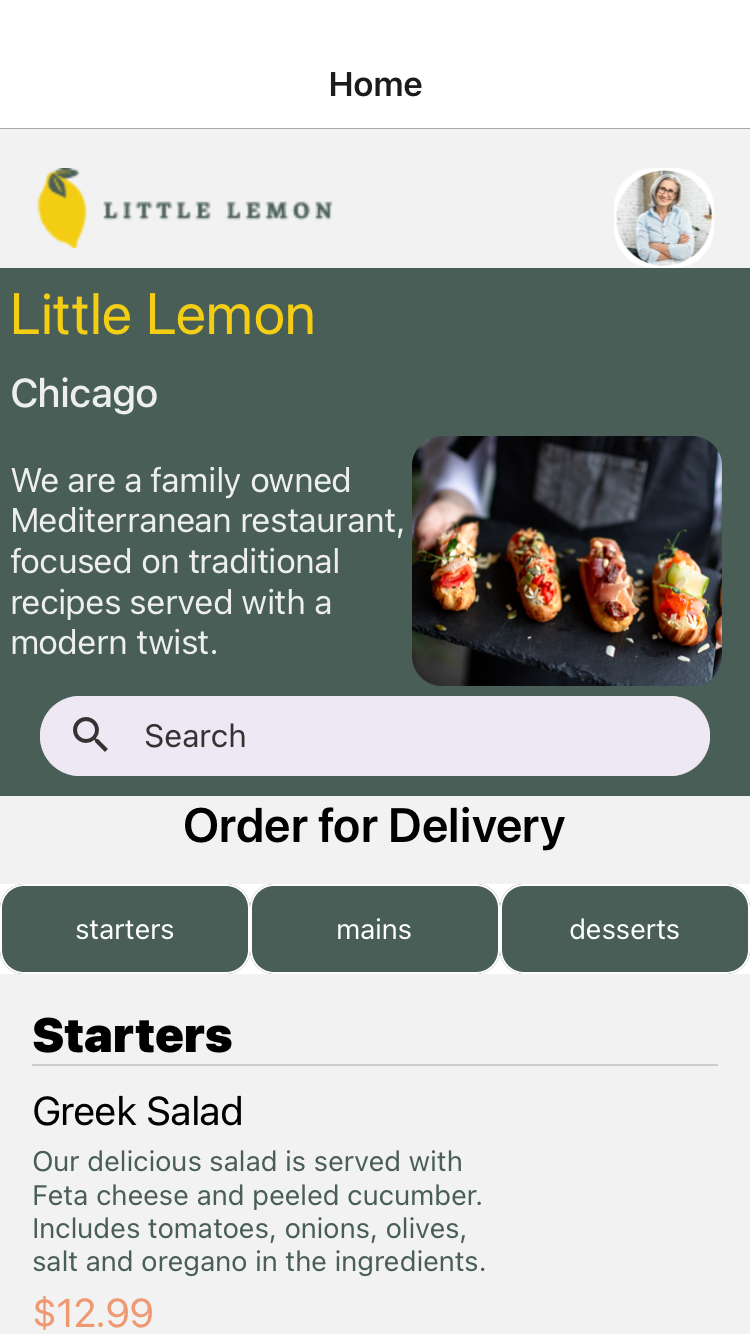 Home
LITTLE LEMON
Little Lemon
Chicago
We are a family owned
Mediterranean restaurant,
focused on traditional
recipes served with a
modern twist.
Search
Order for Delivery
starters
mains
desserts
Starters
Greek Salad
Our delicious salad is served with
Feta cheese and peeled cucumber.
Includes tomatoes, onions, olives,
salt and oregano in the ingredients.
$12.99